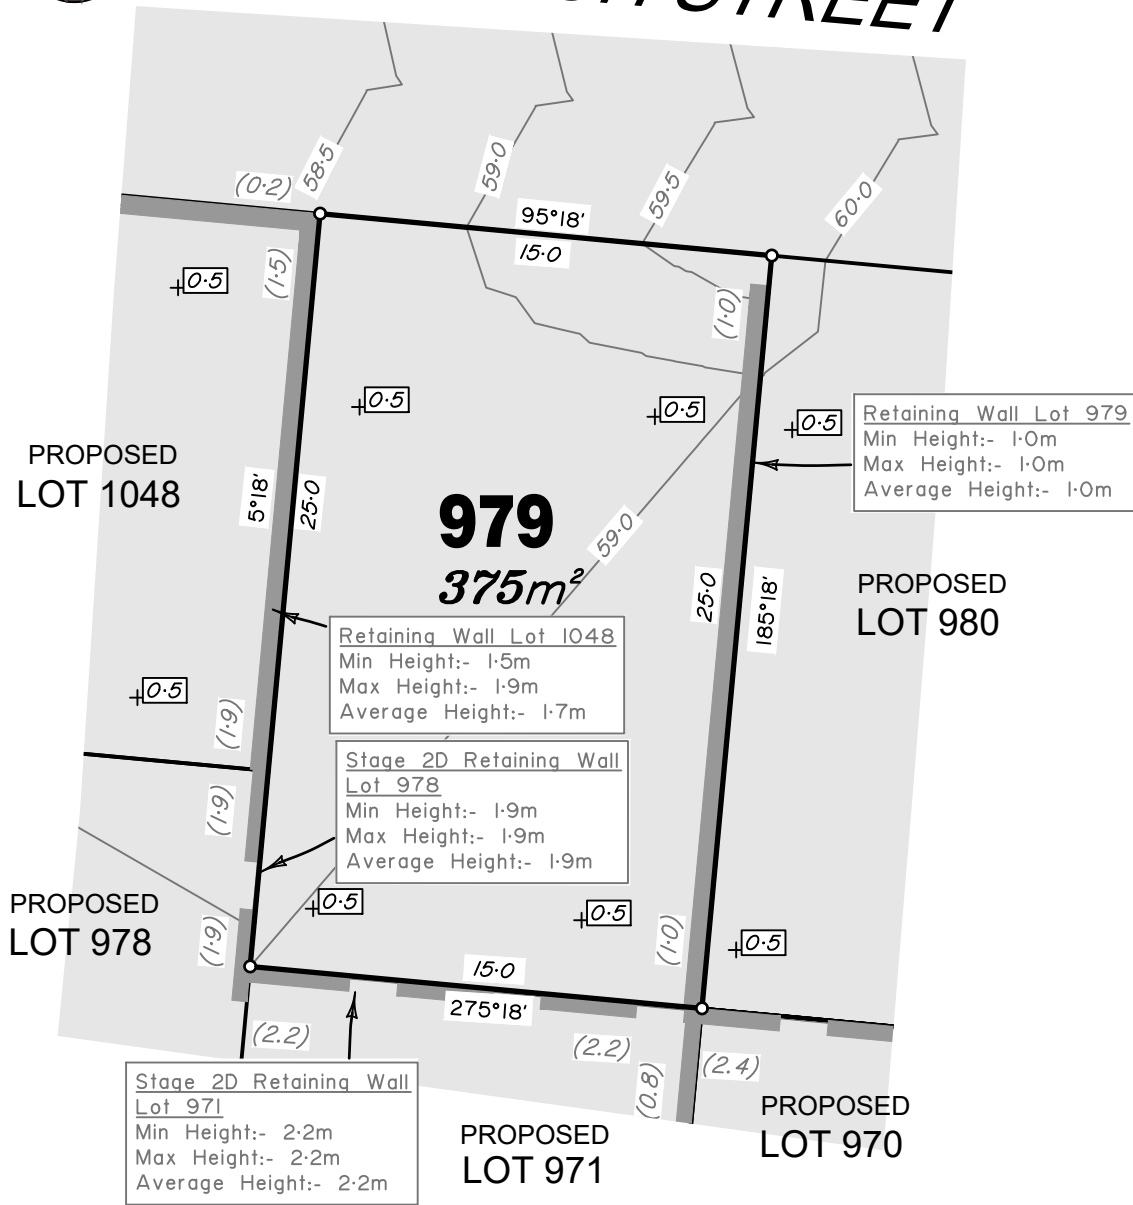 STREET
58·5
59·0
59·5
60·0
(0·2)
95°18'
15·0
(1·5)
(1·0)
0·5
0·5
0·5
0·5
Retaining Wall Lot 979
Min Height:- 1·0m
Max Height:- 1·0m
Average Height:- 1·0m
PROPOSED
LOT 1048
5°18'
25·0
979
375m²
59·0
25·0
185°18'
PROPOSED
LOT 980
Retaining Wall Lot 1048
Min Height:- 1·5m
Max Height:- 1·9m
Average Height:- 1·7m
0·5
(1·9)
(1·9)
Stage 2D Retaining Wall
Lot 978
Min Height:- 1·9m
Max Height:- 1·9m
Average Height:- 1·9m
PROPOSED
LOT 978
(1·9)
0·5
0·5
(1·0)
0·5
15·0
275°18'
(2.2)
(2.2)
(0.8)
(2.4)
Stage 2D Retaining Wall
Lot 971
Min Height:- 2·2m
Max Height:- 2·2m
Average Height:- 2·2m
PROPOSED
LOT 971
PROPOSED
LOT 970